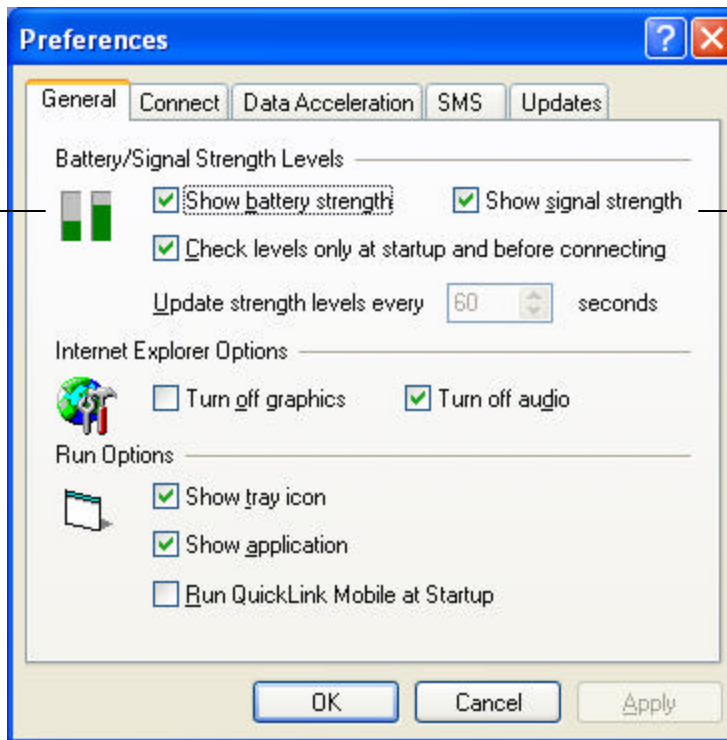 Preferences
General Connect Data Acceleration SMS Updates
Battery/Signal Strength Levels
Show battery strength Show signal strength
Check levels only at startup and before connecting
Update strength levels every 60 seconds
Internet Explorer Options
Turn off graphics Turn off audio
Run Options
Show tray icon
Show application
Run QuickLink Mobile at Startup
OK Cancel Apply